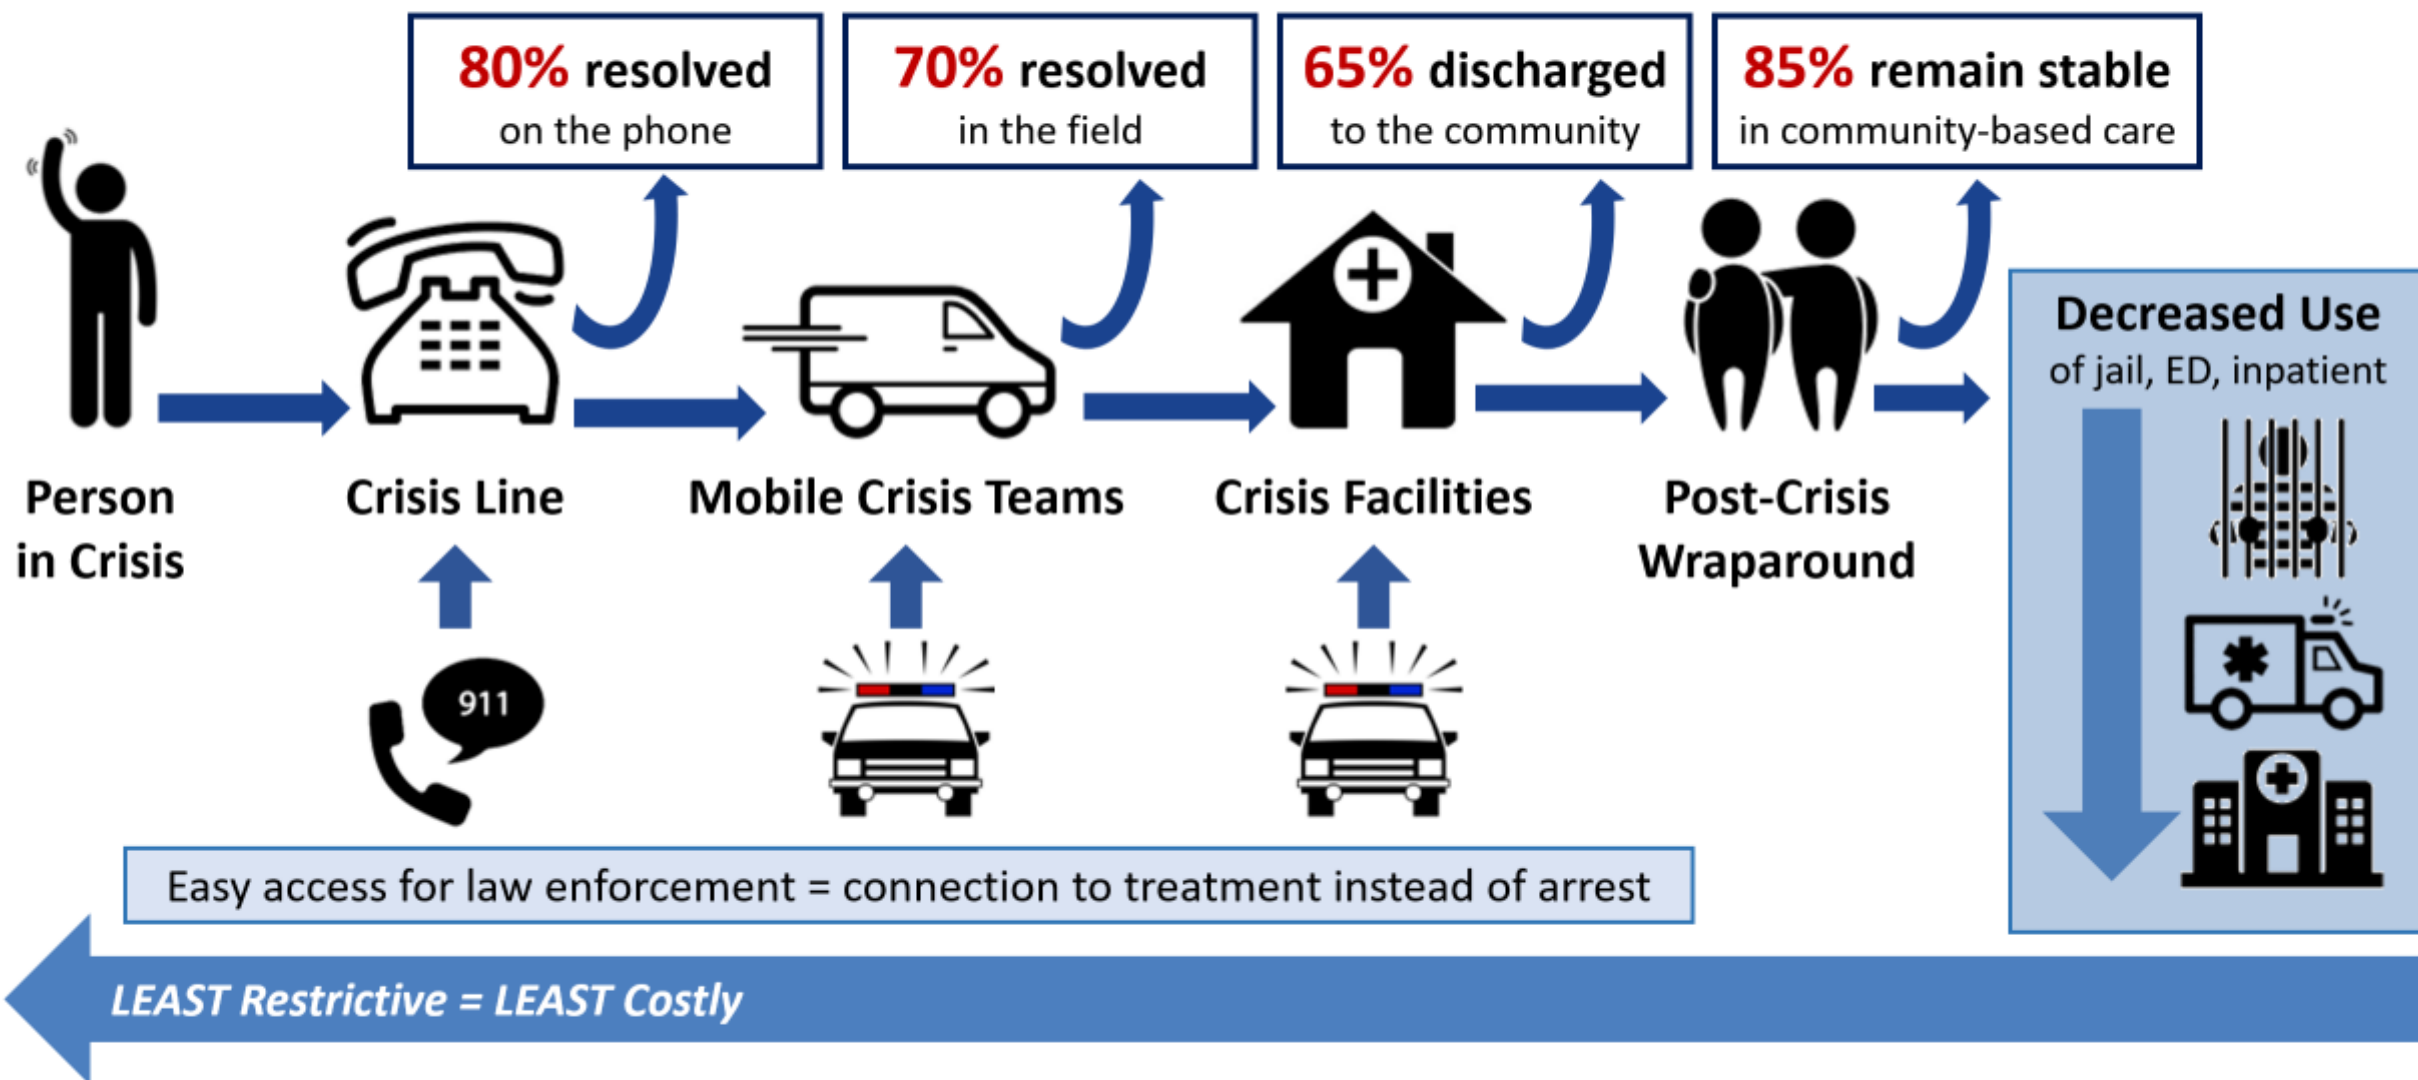 80% resolved
on the phone
70% resolved
in the field
65% discharged
to the community
85% remain stable
in community-based care
Person
in Crisis
Crisis Line
Mobile Crisis Teams
Crisis Facilities
Post-Crisis
Wraparound
Decreased Use
of jail, ED, inpatient
911
Easy access for law enforcement = connection to treatment instead of arrest
LEAST Restrictive = LEAST Costly